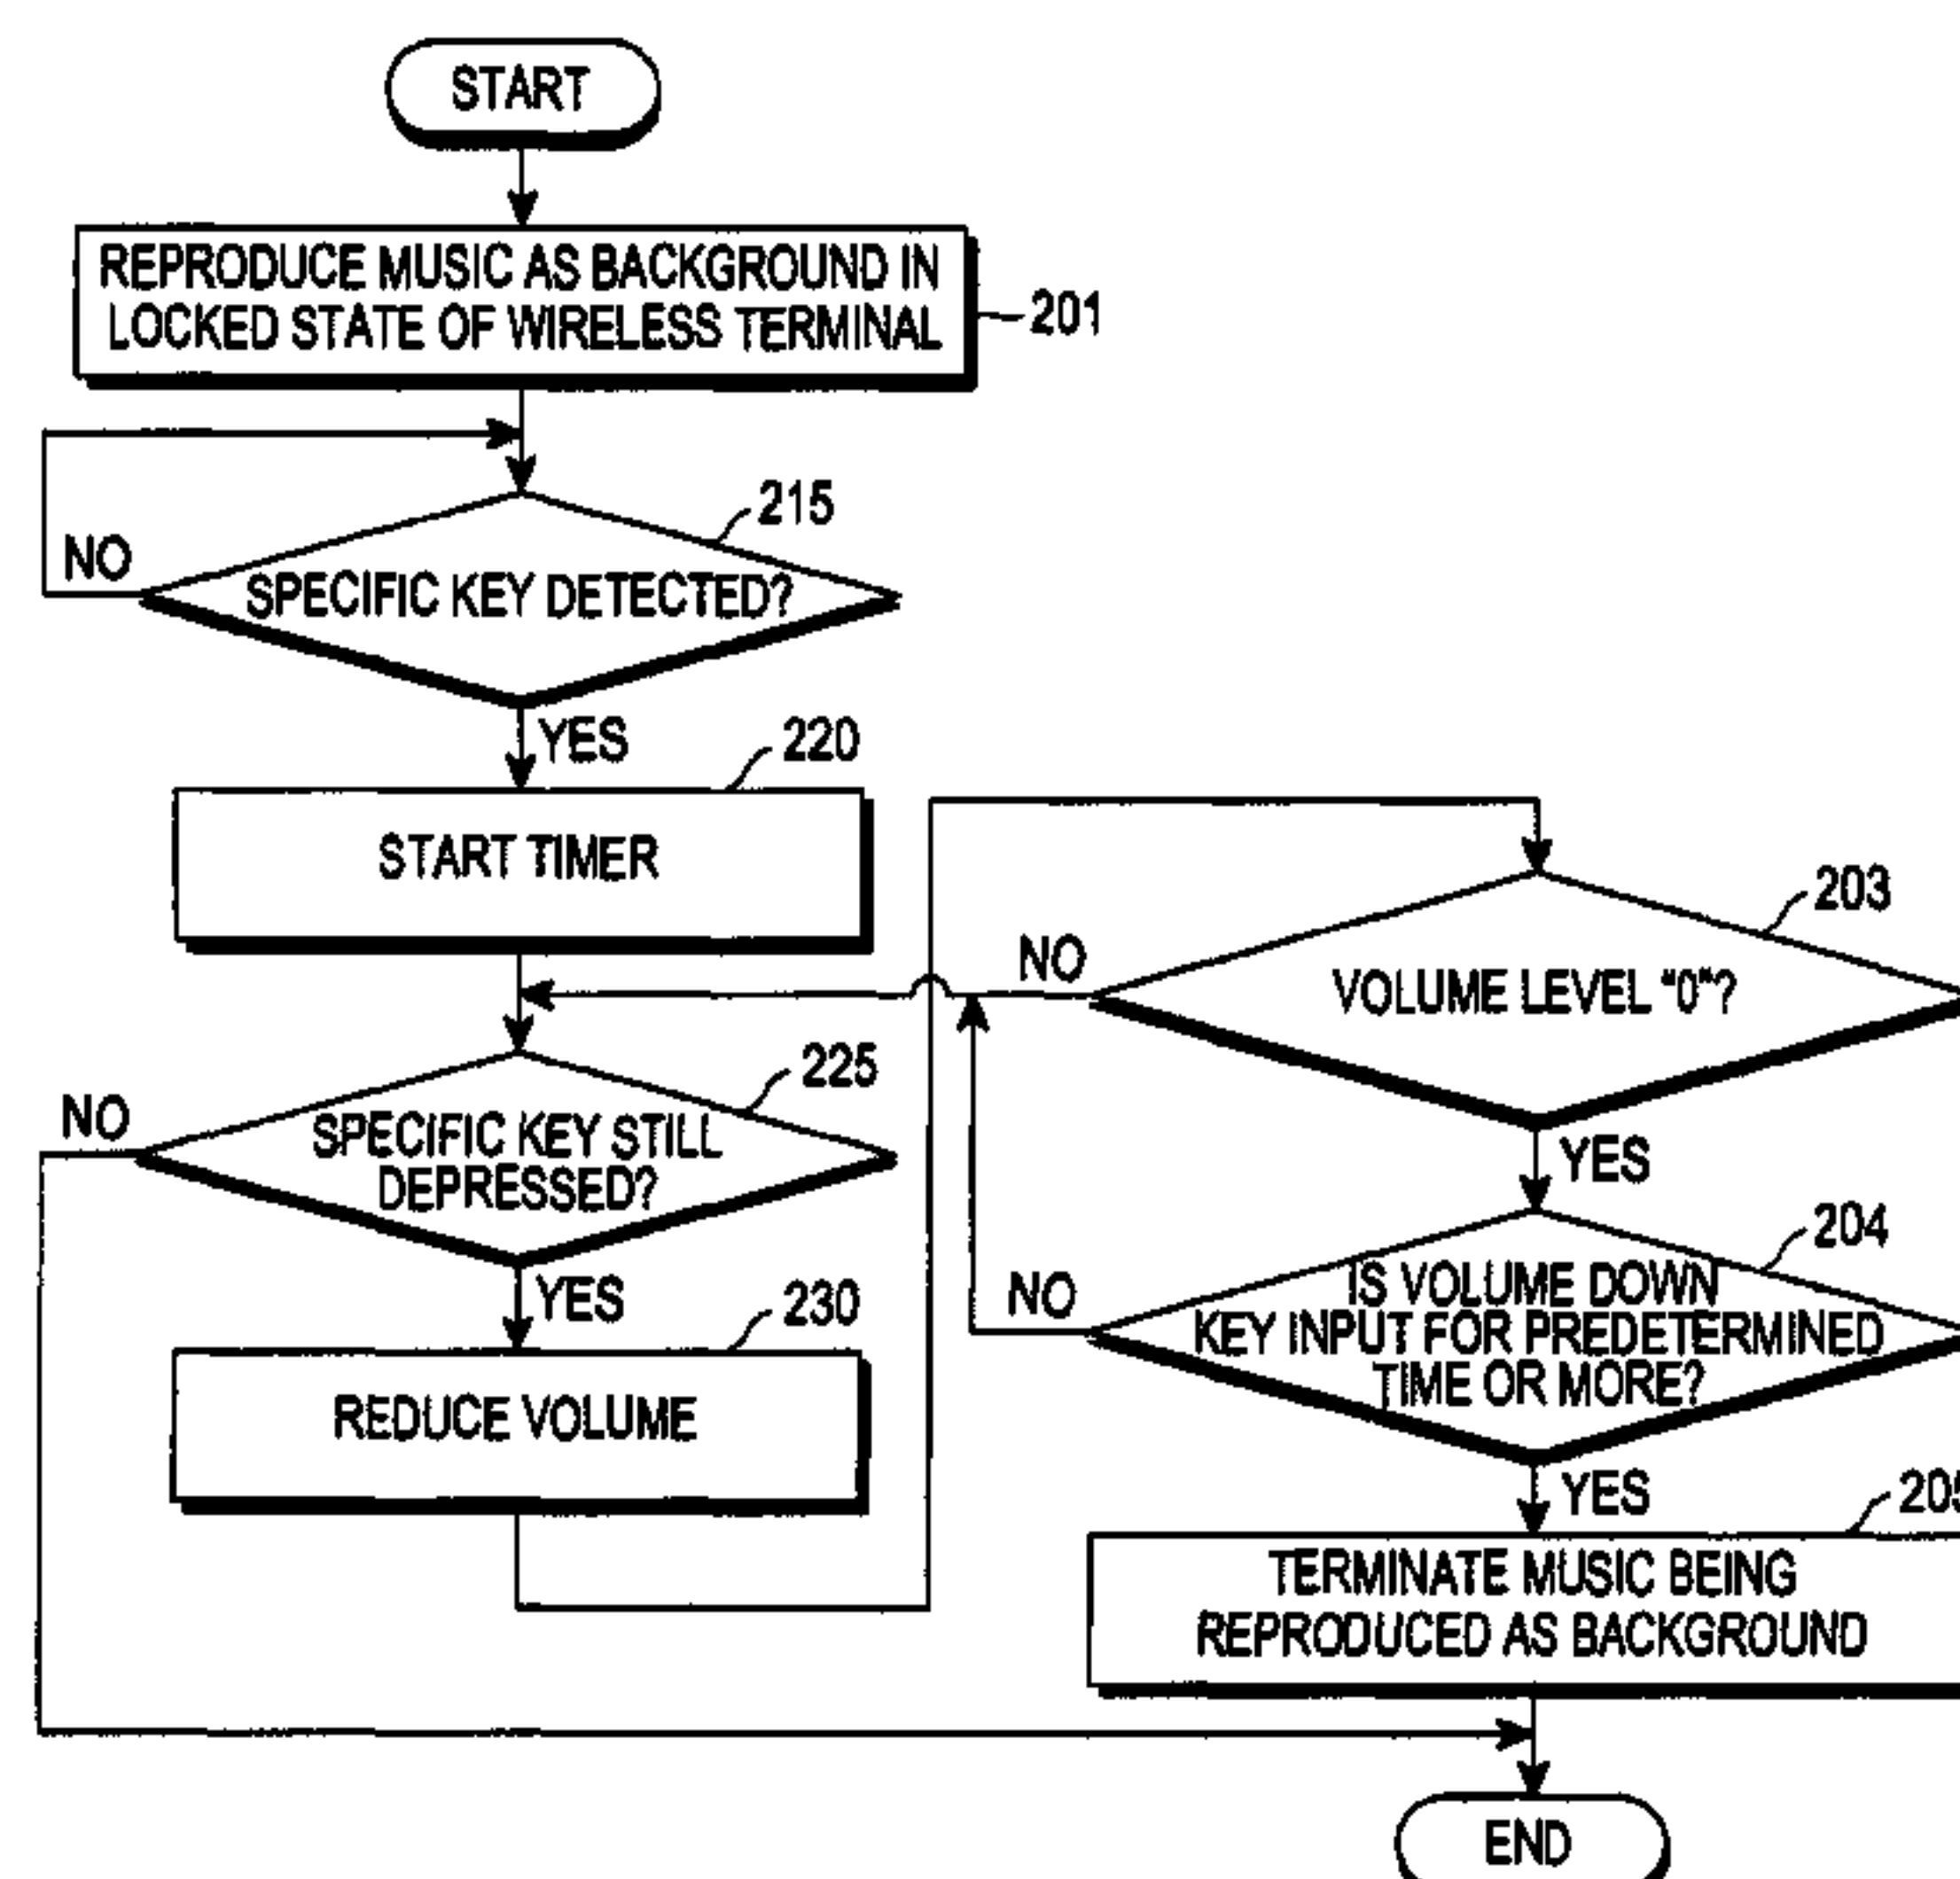 START
REPRODUCE MUSIC AS BACKGROUND IN
LOCKED STATE OF WIRELESS TERMINAL
201
215
NO
SPECIFIC KEY DETECTED?
YES
220
START TIMER
203
NO
VOLUME LEVEL "0"?
YES
225
NO
SPECIFIC KEY STILL
DEPRESSED?
YES
230
REDUCE VOLUME
204
NO
IS VOLUME DOWN
KEY INPUT FOR PREDETERMINED
TIME OR MORE?
YES
TERMINATE MUSIC BEING
REPRODUCED AS BACKGROUND
END